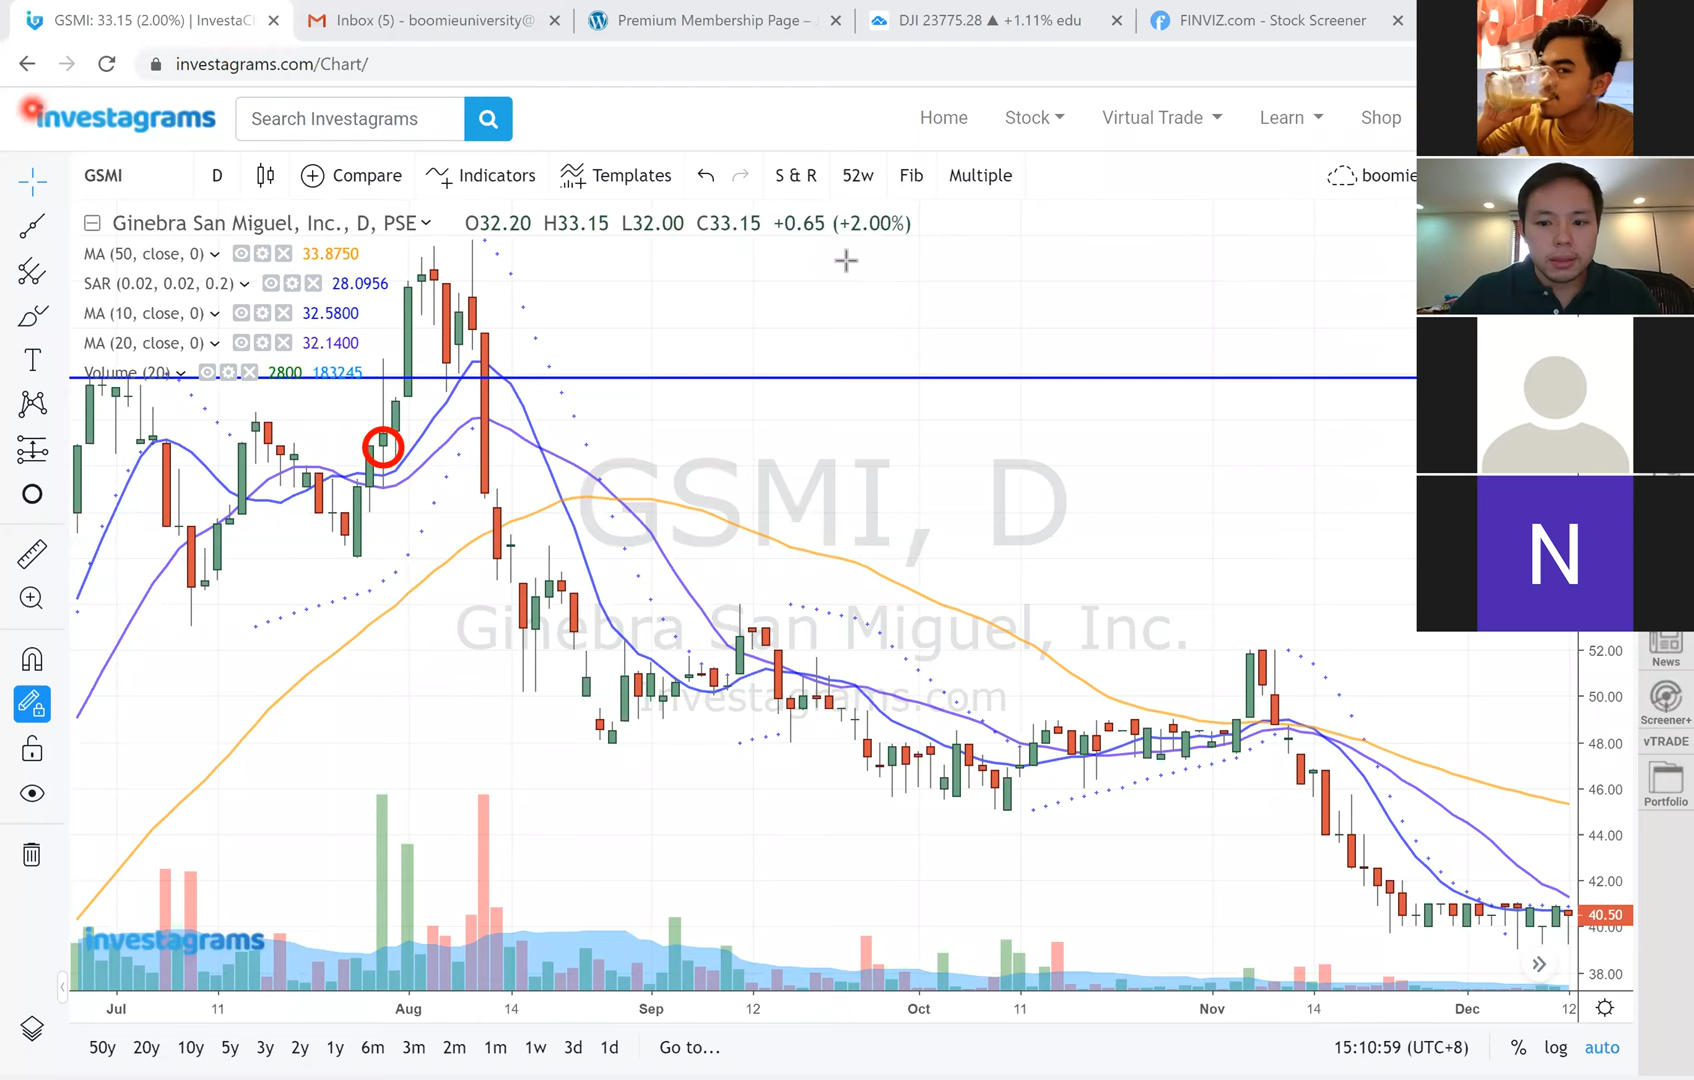 GSMI: 33.15 (2.00%) | InvestaCh
Inbox (5) - boomieuniversity@
Premium Membership Page –
DJI 23775.28 ▲ +1.11% edu
FINVIZ.com - Stock Screener
investagrams.com/Chart/
investagrams
Search Investagrams
Home
Stock
Virtual Trade
Learn
Shop
GSMI
D
Compare
Indicators
Templates
S & R
52w
Fib
Multiple
boomie
Ginebra San Miguel, Inc., D, PSE
O32.20 H33.15 L32.00 C33.15 +0.65 (+2.00%)
MA (50, close, 0) 33.8750
SAR (0.02, 0.02, 0.2) 28.0956
MA (10, close, 0) 32.5800
MA (20, close, 0) 32.1400
Volume (20) 2800 183245
GSMI, D
Ginebra San Miguel, Inc.
Investagrams.com
N
News
Screener+
vTRADE
Portfolio
52.00
50.00
48.00
46.00
44.00
42.00
40.50
40.00
38.00
investagrams
Jul 11 Aug 14 Sep 12 Oct 11 Nov 14 Dec 12
50y 20y 10y 5y 3y 2y 1y 6m 3m 2m 1m 1w 3d 1d Go to...
15:10:59 (UTC+8) % log auto